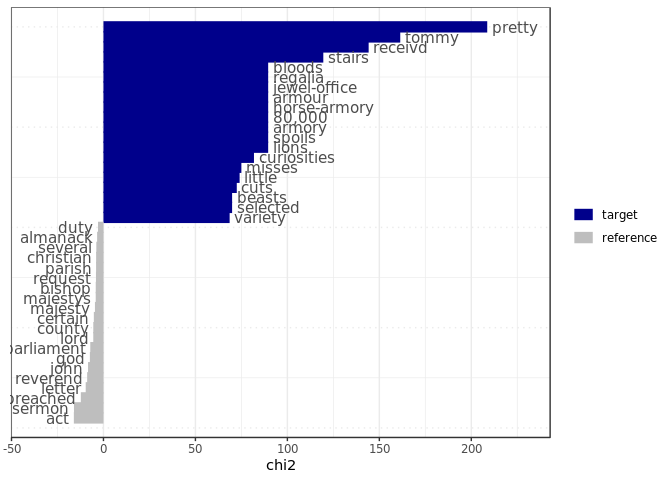 pretty
tommy
receivd
stairs
bloods
regalia
jewel-office
armour
horse-armory
80,000
armory
spoils
lions
curiosities
misses
little
cuts
beasts
selected
variety
duty
almanack
several
christian
parish
request
bishop
majestys
majesty
certain
county
lord
parliament
god
john
reverend
letter
preached
sermon
act
-50 0 50 100 150 200
chi2
target
reference